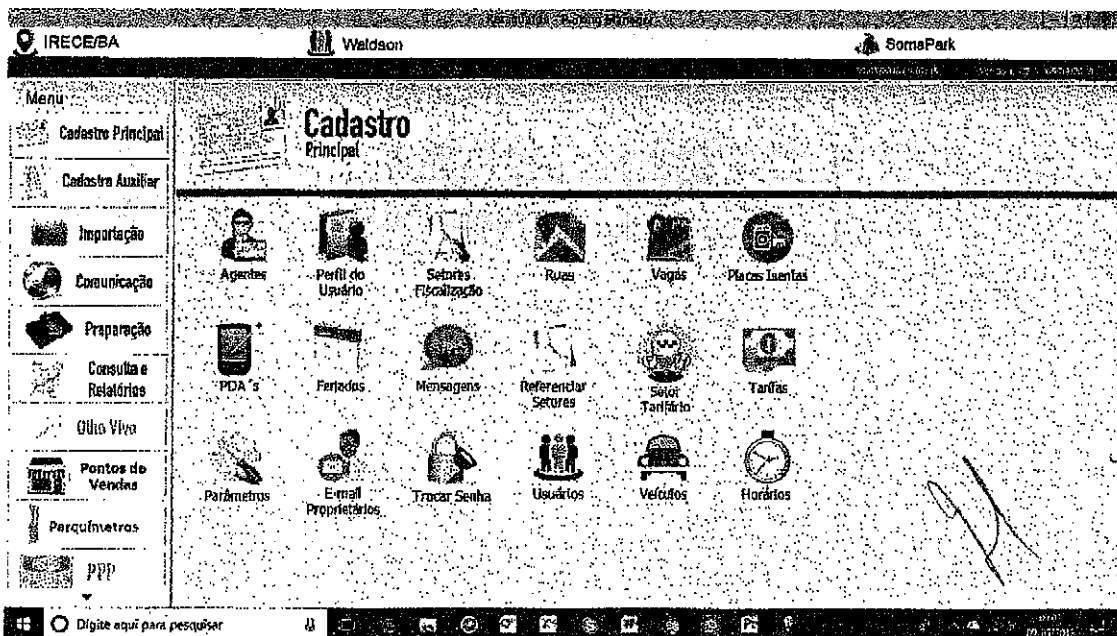 IRECE/BA
Waldson
SomaPark
Menu
Cadastro Principal
Cadastro Auxiliar
Importação
Comunicação
Preparação
Consulta e
Relatórios
Olho Vivo
Pontos de
Vendas
Parquímetros
PPP
Cadastro
Principal
Agentes
Perfil do
Usuário
Setores
Fiscalização
Ruas
Vagas
Placas Isentas
PDA´s
Feriados
Mensagens
Referenciar
Setores
Setor
Tarifário
Tarifas
Parâmetros
E-mail
Proprietários
Trocar Senha
Usuários
Veículos
Horários
Digite aqui para pesquisar